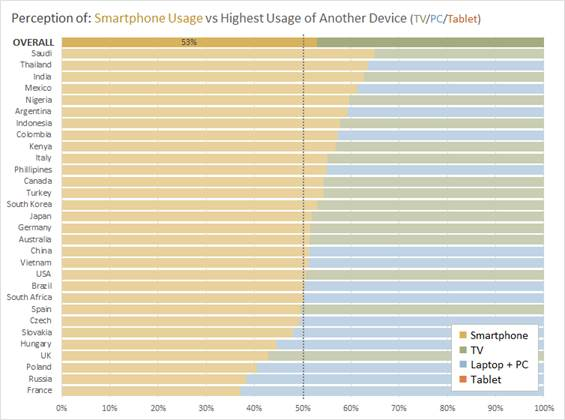 Perception of: Smartphone Usage vs Highest Usage of Another Device (TV/PC/Tablet)
OVERALL
53%
Saudi
Thailand
India
Mexico
Nigeria
Argentina
Indonesia
Colombia
Kenya
Italy
Phillipines
Canada
Turkey
South Korea
Japan
Germany
Australia
China
Vietnam
USA
Brazil
South Africa
Spain
Czech
Slovakia
Hungary
UK
Poland
Russia
France
Smartphone
TV
Laptop + PC
Tablet
0% 10% 20% 30% 40% 50% 60% 70% 80% 90% 100%